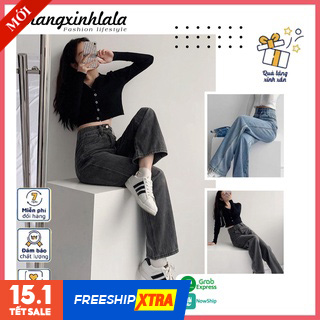 MỚI
hangxinhlala
Fashion lifestyle
Quà tặng
xinh xắn
7
Miễn phí
đổi hàng
Đảm bảo
chất lượng
Grab
Express
NowShip
15.1
TẾT SALE
FREESHIP XTRA